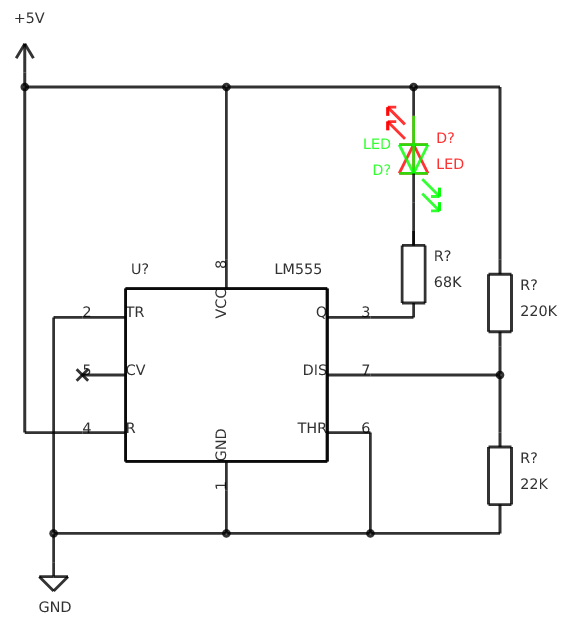 +5V
LED
D?
D?
LED
R?
68K
U?
LM555
8
R?
220K
2
TR
VCC
Q
3
5
CV
DIS
7
4
R
GND
THR
6
R?
22K
1
GND